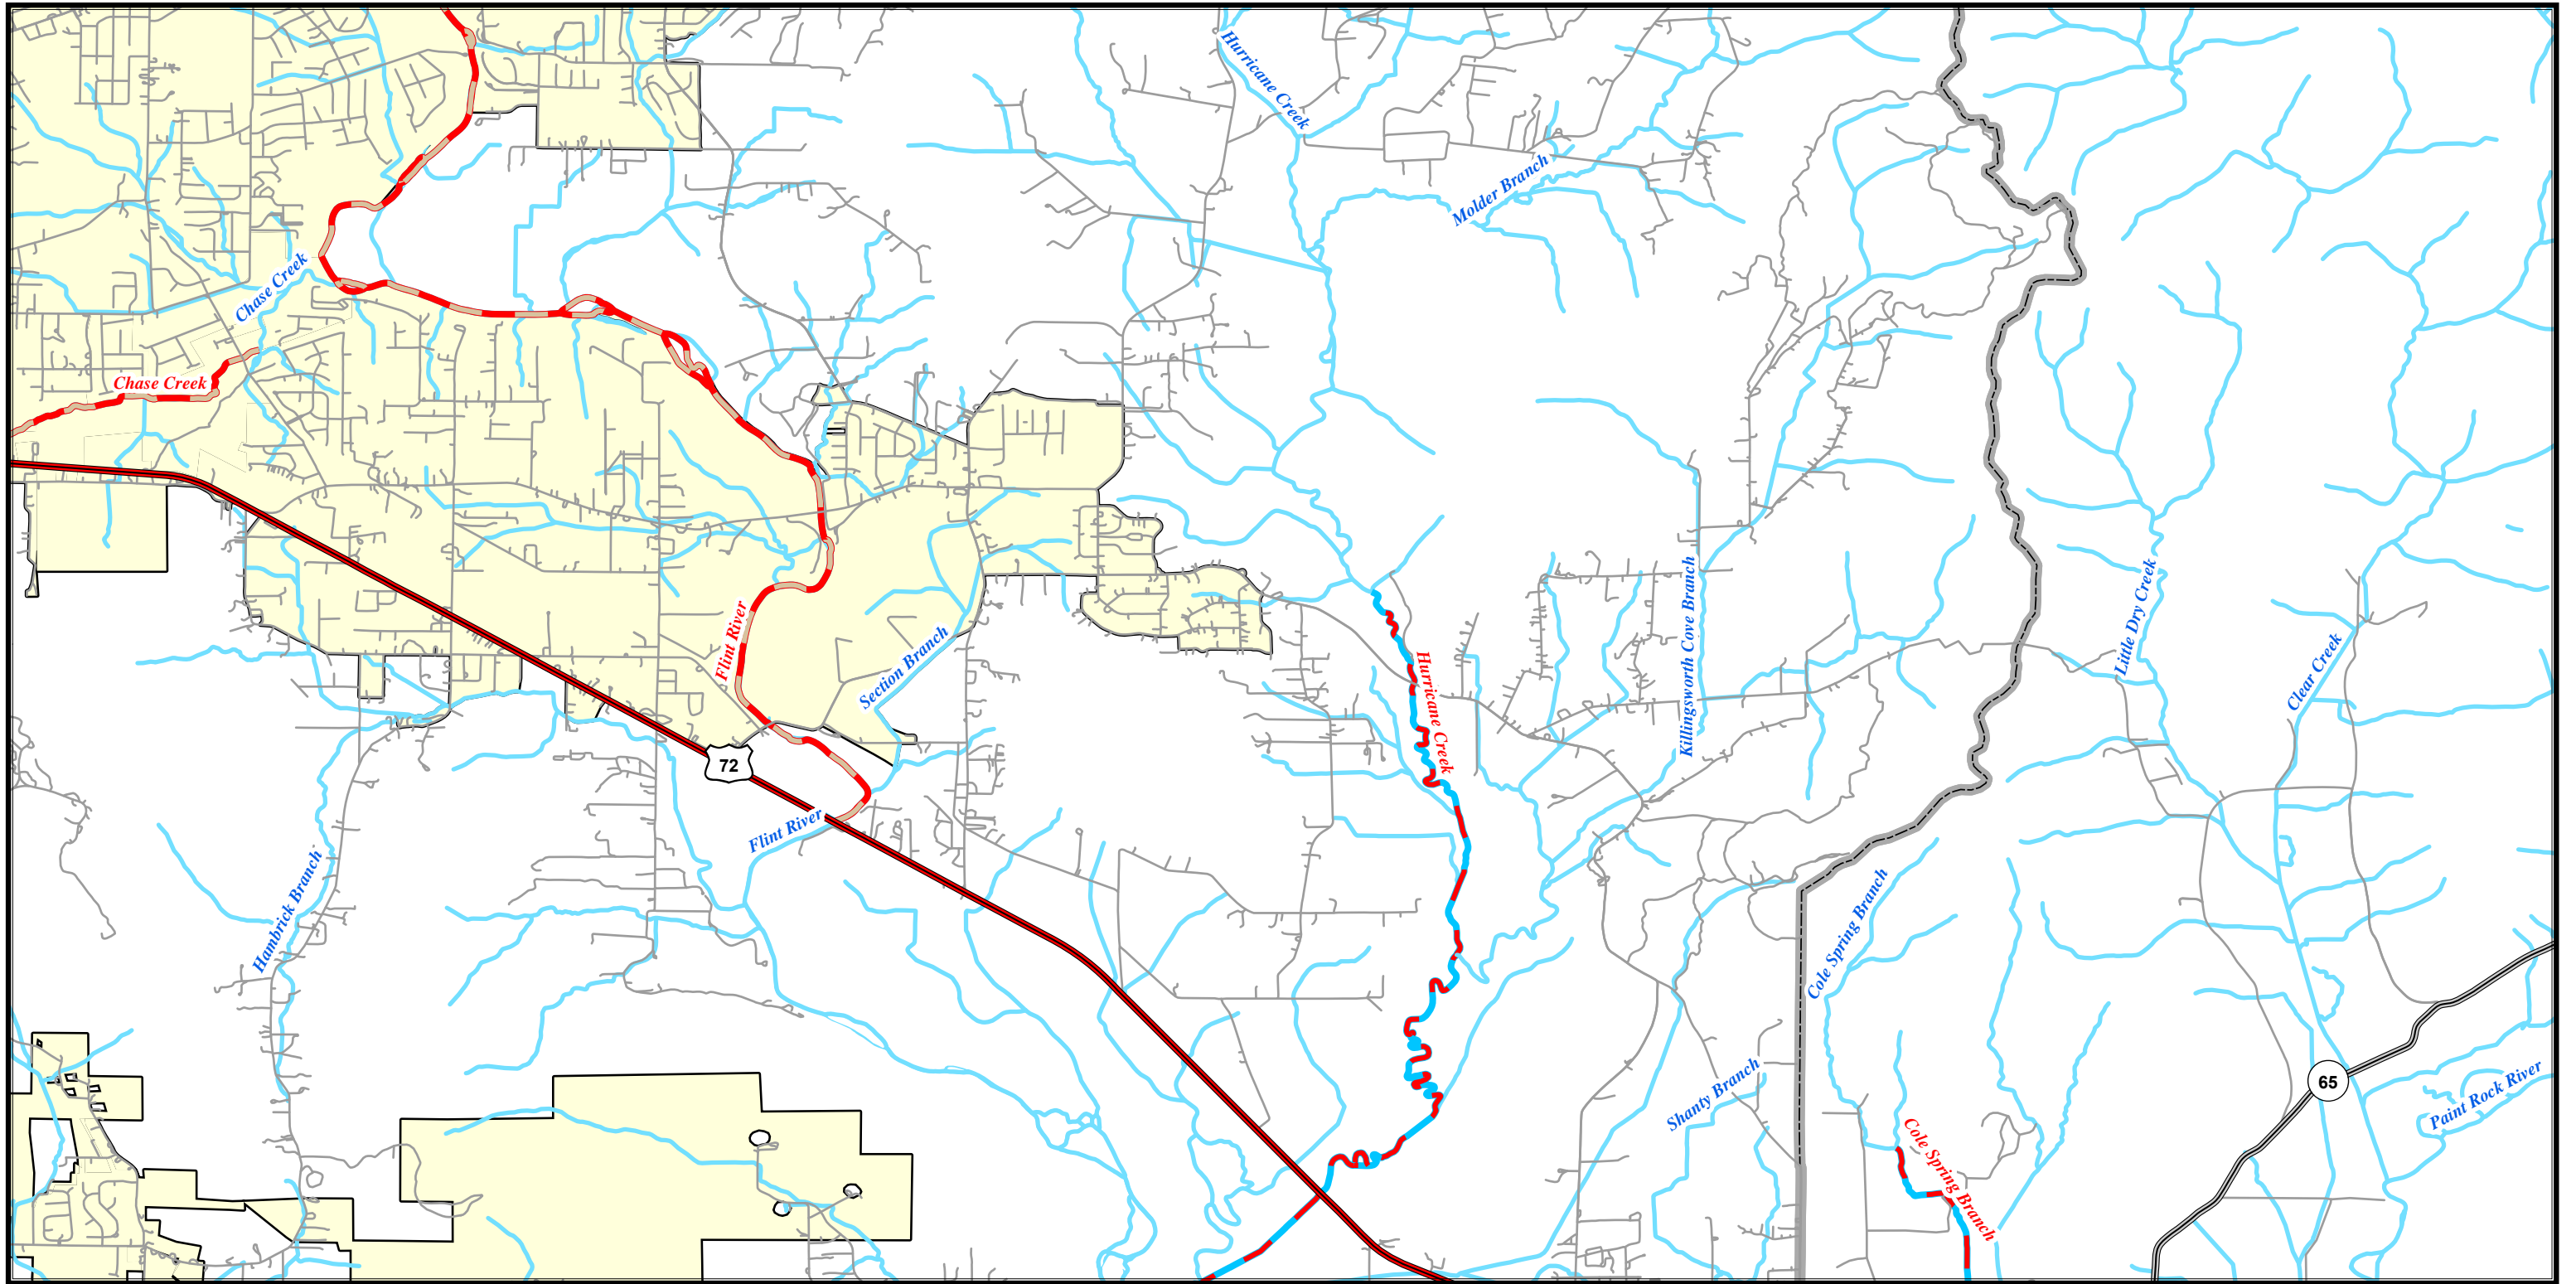 Hurricane Creek
Molder Branch
Chase Creek
Chase Creek
Flint River
Section Branch
Hurricane Creek
Killingsworth Cove Branch
Little Dry Creek
Clear Creek
72
Flint River
Hambrick Branch
Cole Spring Branch
Shanty Branch
65
Paint Rock River
Cole Spring Branch